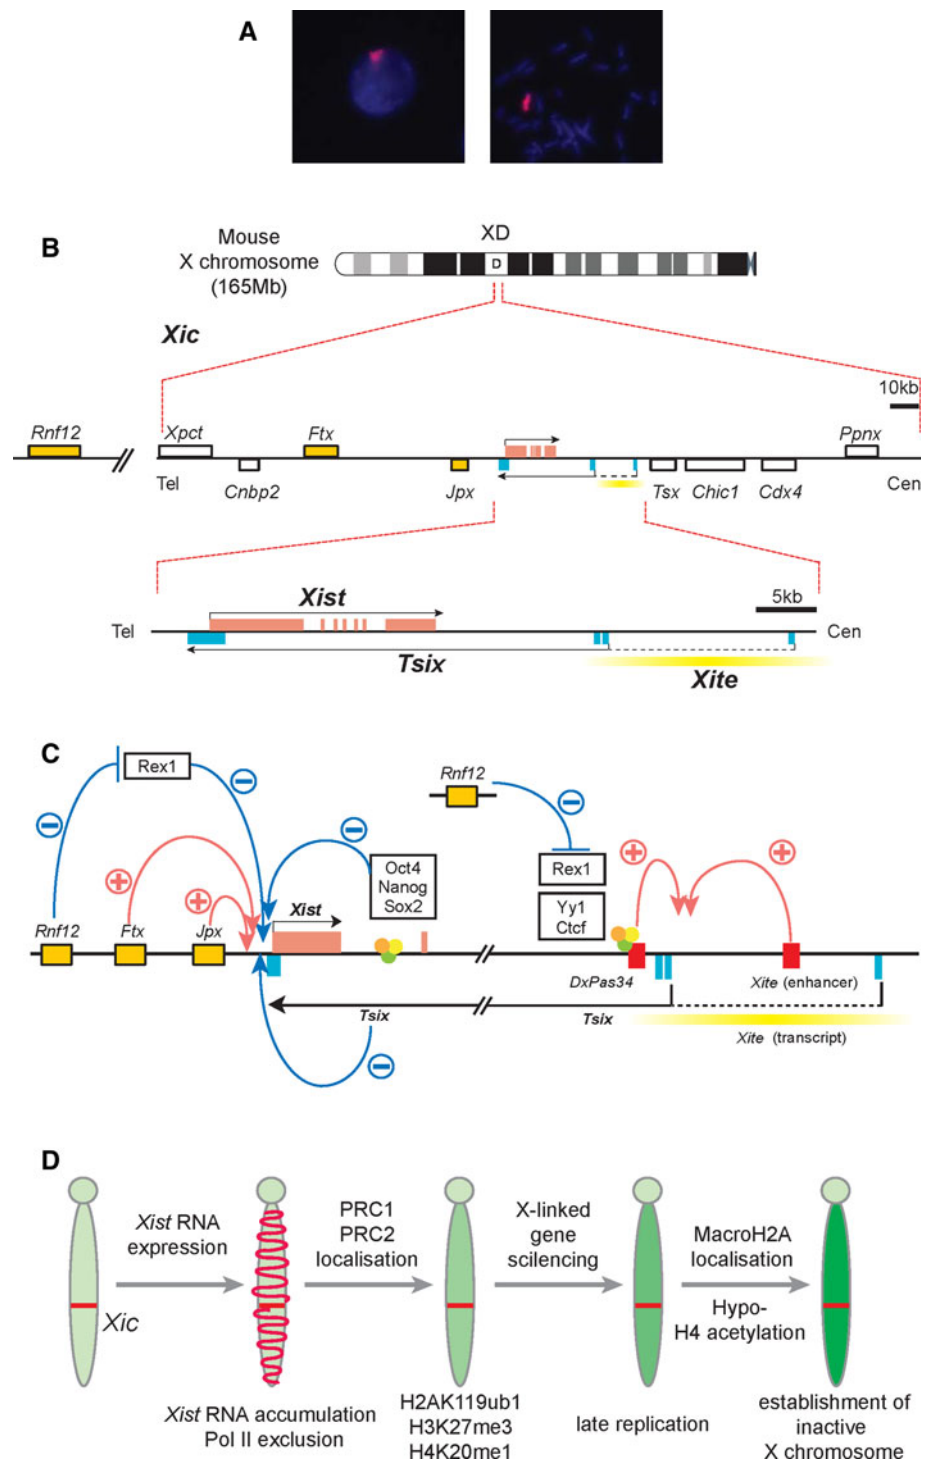 A
B
Mouse
X chromosome
(165Mb)
XD
D
Xic
10kb
Rnf12
Xpct
Ftx
Ppnx
Tel
Cnbp2
Jpx
Tsx
Chic1
Cdx4
Cen
Xist
5kb
Tel
Cen
Tsix
Xite
C
Rex1
Rnf12
Oct4
Nanog
Sox2
Rex1
Yy1
Ctcf
Rnf12
Ftx
Jpx
Xist
DxPas34
Xite (enhancer)
Tsix
Tsix
Xite (transcript)
D
Xist RNA
expression
PRC1
PRC2
localisation
X-linked
gene
scilencing
MacroH2A
localisation
Hypo-
H4 acetylation
Xic
Xist RNA accumulation
Pol II exclusion
H2AK119ub1
H3K27me3
H4K20me1
late replication
establishment of
inactive
X chromosome